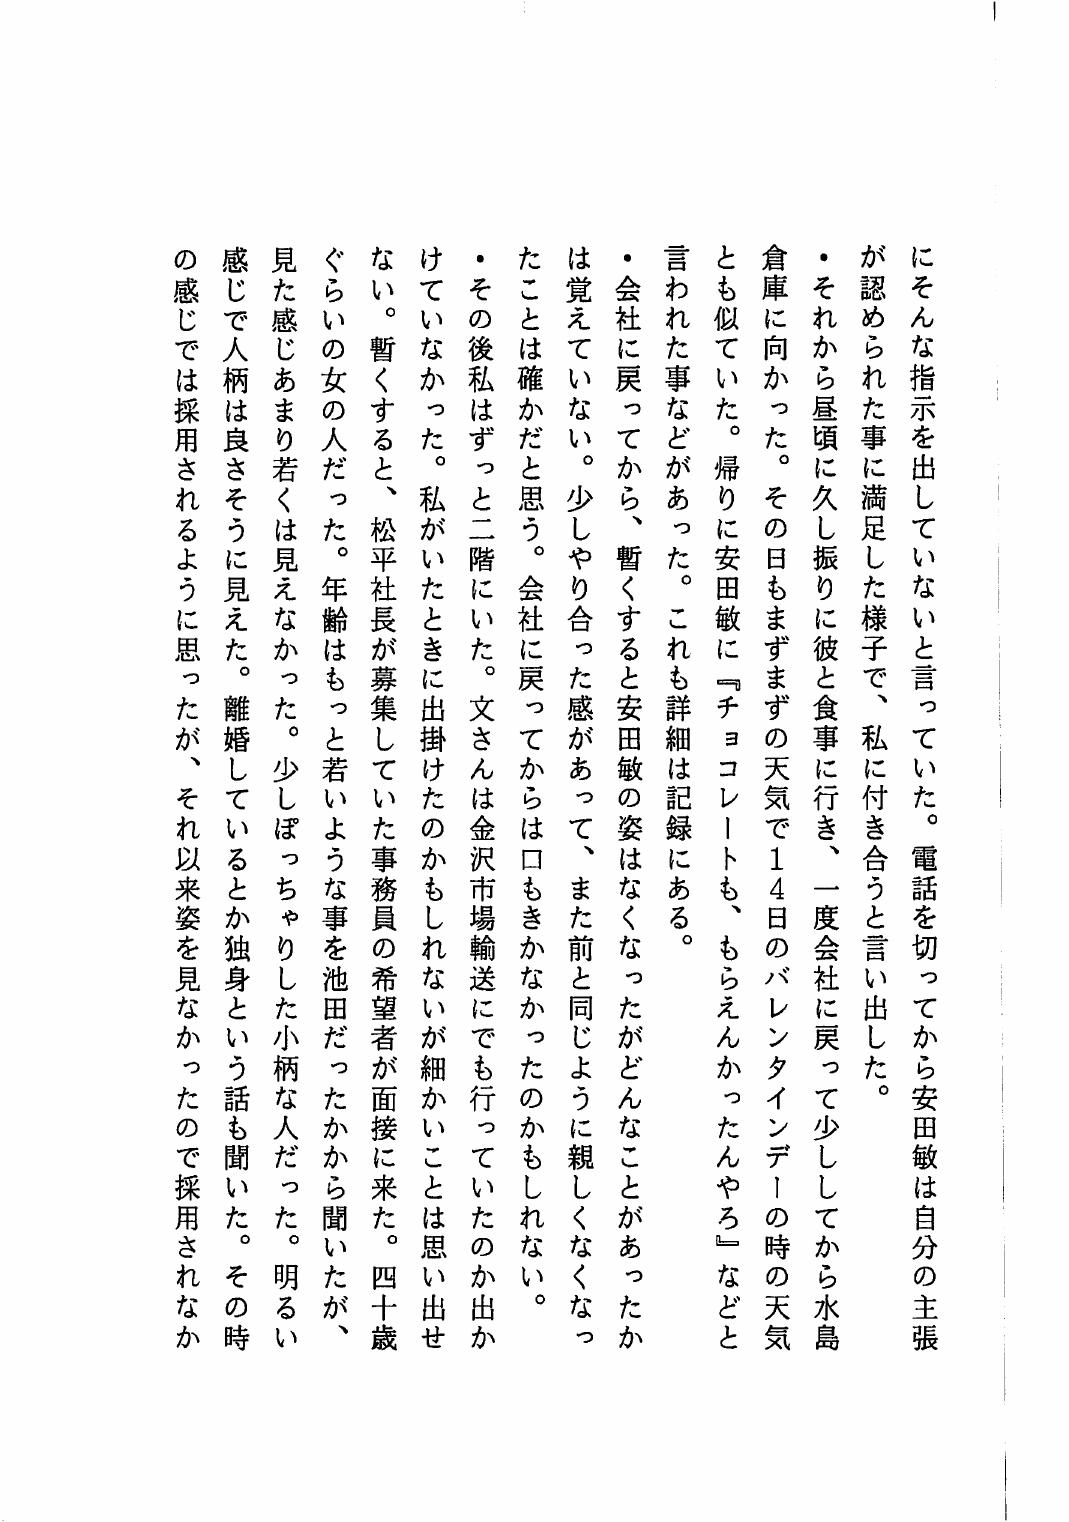 にそんな指示を出していないと言っていた。電話を切ってから安田敏は自分の主張
が認められた事に満足した様子で、私に付き合うと言い出した。
・それから昼頃に久し振りに彼と食事に行き、一度会社に戻って少ししてから水島
倉庫に向かった。その日もまずまずの天気で１４日のバレンタインデーの時の天気
とも似ていた。帰りに安田敏に『チョコレートも、もらえんかったんやろ』などと
言われた事などがあった。これも詳細は記録にある。
・会社に戻ってから、暫くすると安田敏の姿はなくなったがどんなことがあったか
は覚えていない。少しやり合った感があって、また前と同じように親しくなくなっ
たことは確かだと思う。会社に戻ってからは口もきかなかったのかもしれない。
・その後私はずっと二階にいた。文さんは金沢市場輸送にでも行っていたのか出か
けていなかった。私がいたときに出掛けたのかもしれないが細かいことは思い出せ
ない。暫くすると、松平社長が募集していた事務員の希望者が面接に来た。四十歳
ぐらいの女の人だった。年齢はもっと若いような事を池田だったかから聞いたが、
見た感じあまり若くは見えなかった。少しぽっちゃりした小柄な人だった。明るい
感じで人柄は良さそうに見えた。離婚しているとか独身という話も聞いた。その時
の感じでは採用されるように思ったが、それ以来姿を見なかったので採用されなか